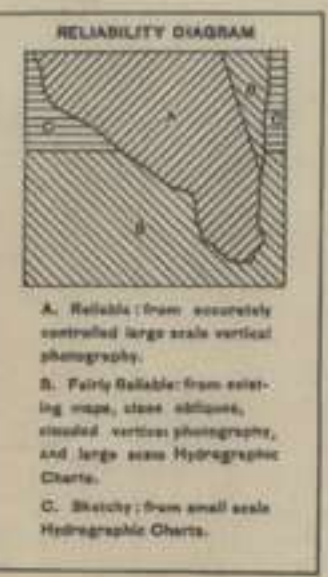 RELIABILITY DIAGRAM
B
A
C
C
B
A. Reliable: from accurately
controlled large scale vertical
photography.
B. Fairly Reliable: from exist-
ing maps, close obliques,
clouded vertical photography,
and large scale Hydrographic
Charts.
C. Sketchy: from small scale
Hydrographic Charts.